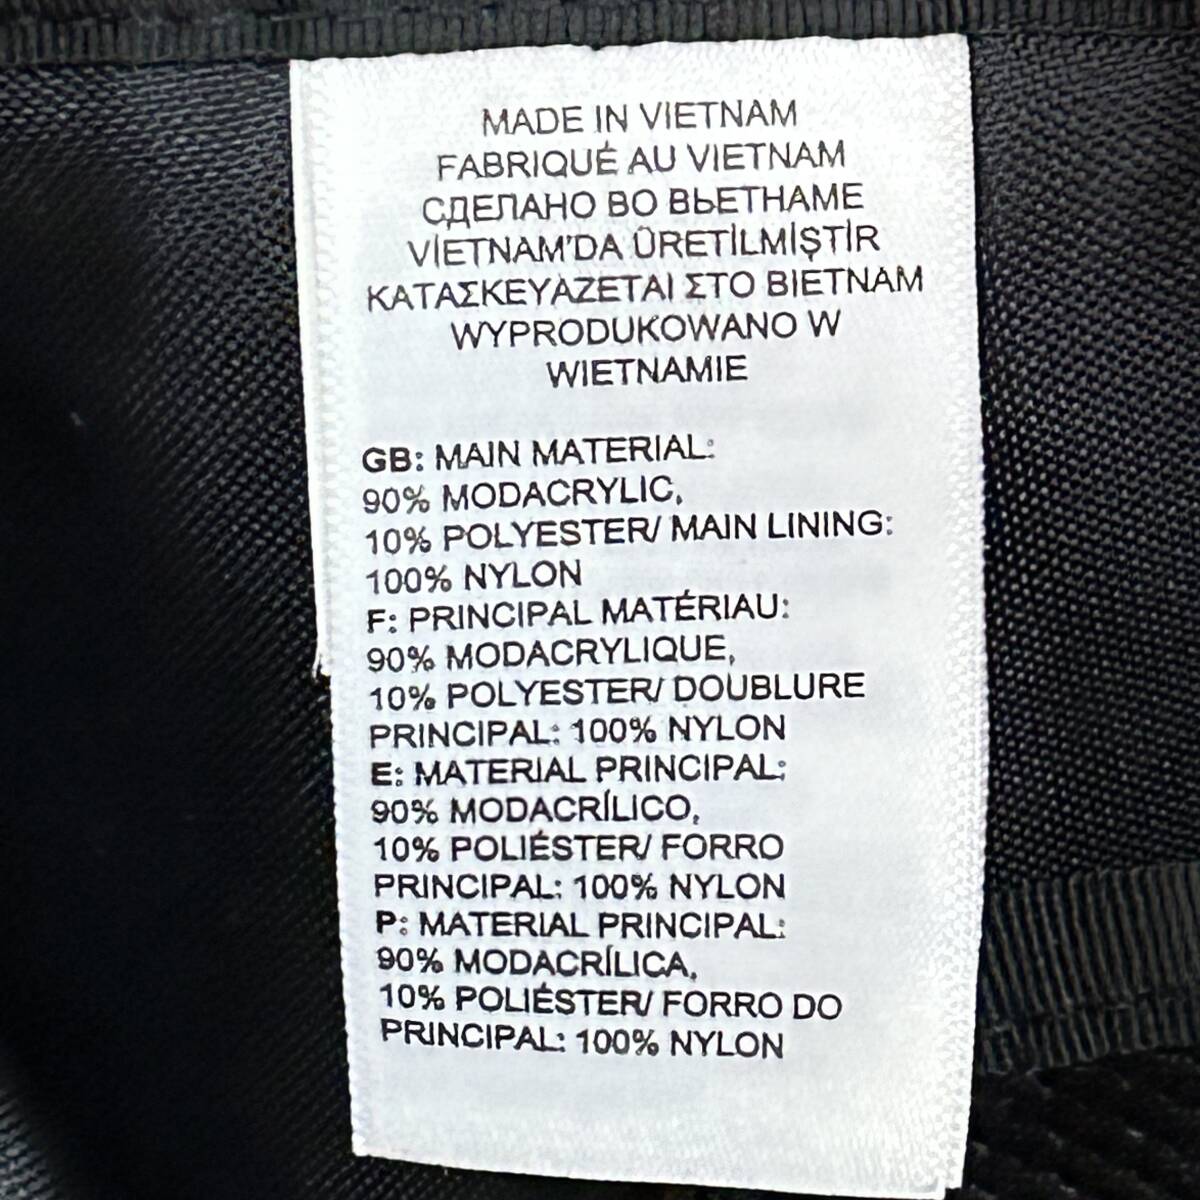 MADE IN VIETNAM
FABRIQUÉ AU VIETNAM
СДЕЛАНО ВО ВЬЕТНАМЕ
VİETNAM'DA ÜRETİLMİŞTİR
ΚΑΤΑΣΚΕΥΑΖΕΤΑΙ ΣΤΟ ΒΙΕΤΝΑΜ
WYPRODUKOWANO W
WIETNAMIE
GB: MAIN MATERIAL:
90% MODACRYLIC,
10% POLYESTER/ MAIN LINING:
100% NYLON
F: PRINCIPAL MATÉRIAU:
90% MODACRYLIQUE,
10% POLYESTER/ DOUBLURE
PRINCIPAL: 100% NYLON
E: MATERIAL PRINCIPAL:
90% MODACRÍLICO,
10% POLIÉSTER/ FORRO
PRINCIPAL: 100% NYLON
P: MATERIAL PRINCIPAL:
90% MODACRÍLICA,
10% POLIÉSTER/ FORRO DO
PRINCIPAL: 100% NYLON